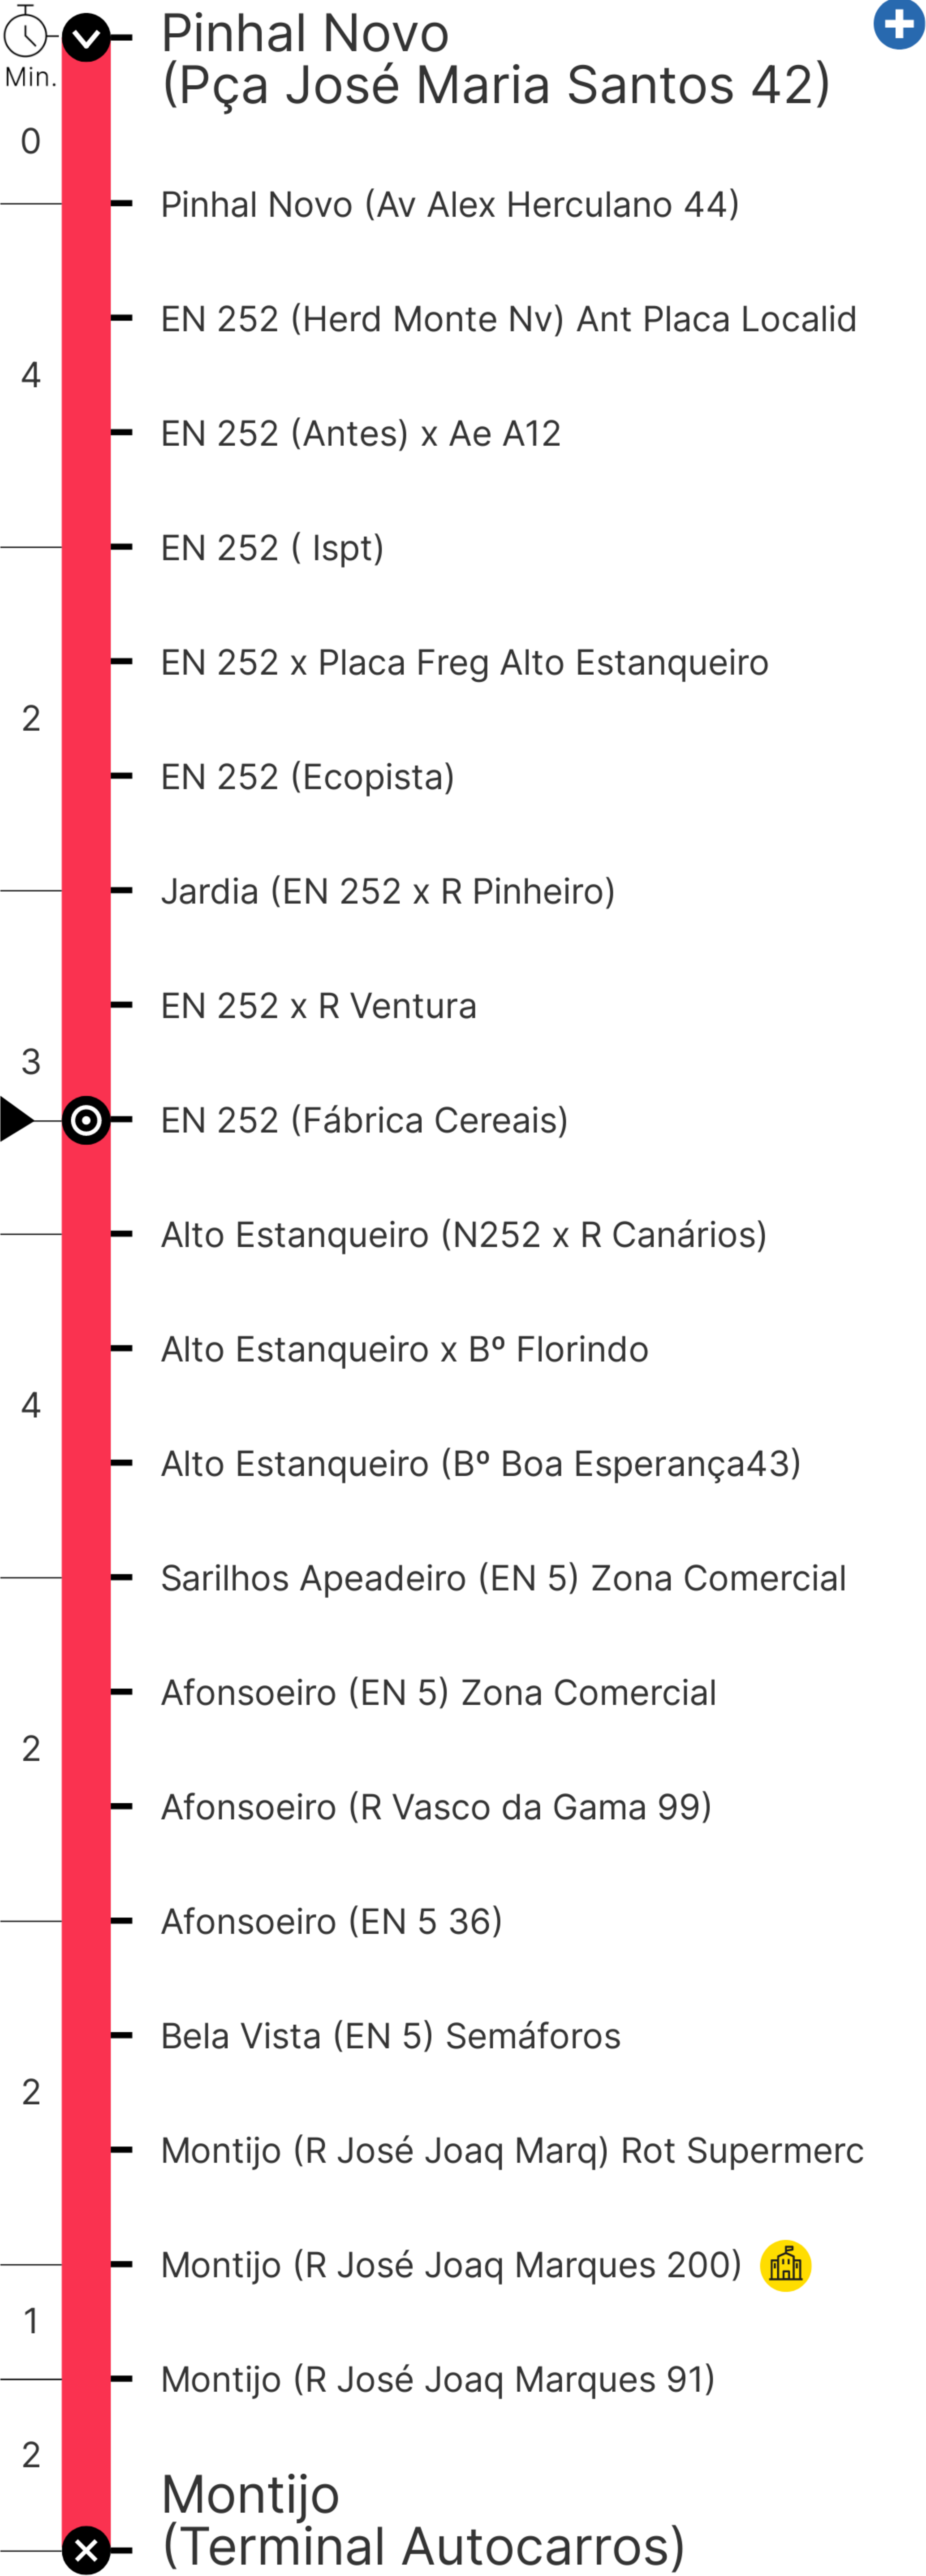 Min.
Pinhal Novo
(Pça José Maria Santos 42)
0
Pinhal Novo (Av Alex Herculano 44)
EN 252 (Herd Monte Nv) Ant Placa Localid
4
EN 252 (Antes) x Ae A12
EN 252 ( Ispt)
EN 252 x Placa Freg Alto Estanqueiro
2
EN 252 (Ecopista)
Jardia (EN 252 x R Pinheiro)
EN 252 x R Ventura
3
EN 252 (Fábrica Cereais)
Alto Estanqueiro (N252 x R Canários)
Alto Estanqueiro x Bº Florindo
4
Alto Estanqueiro (Bº Boa Esperança43)
Sarilhos Apeadeiro (EN 5) Zona Comercial
Afonsoeiro (EN 5) Zona Comercial
2
Afonsoeiro (R Vasco da Gama 99)
Afonsoeiro (EN 5 36)
Bela Vista (EN 5) Semáforos
2
Montijo (R José Joaq Marq) Rot Supermerc
Montijo (R José Joaq Marques 200)
1
Montijo (R José Joaq Marques 91)
2
Montijo
(Terminal Autocarros)